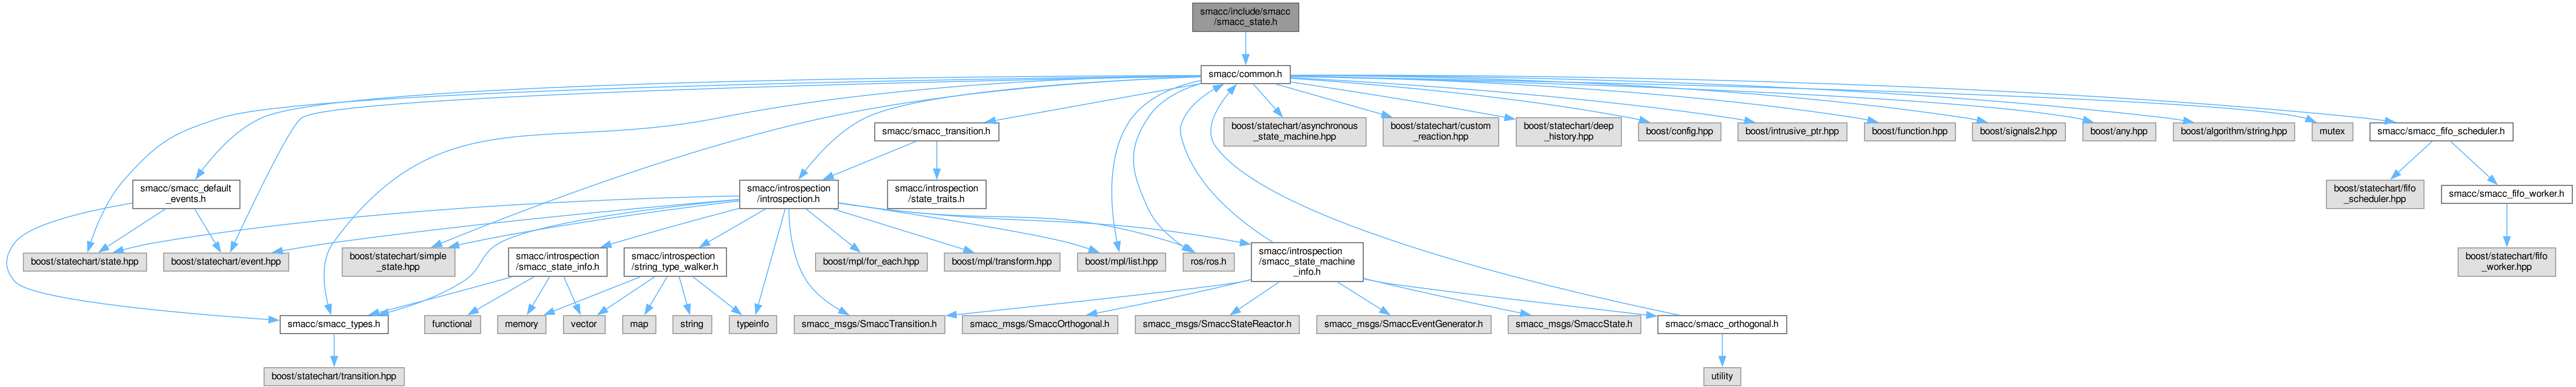 smacc/include/smacc
/smacc_state.h
smacc/common.h
smacc/smacc_transition.h
boost/statechart/asynchronous
_state_machine.hpp
boost/statechart/custom
_reaction.hpp
boost/statechart/deep
_history.hpp
boost/config.hpp
boost/intrusive_ptr.hpp
boost/function.hpp
boost/signals2.hpp
boost/any.hpp
boost/algorithm/string.hpp
mutex
smacc/smacc_fifo_scheduler.h
smacc/smacc_default
_events.h
smacc/introspection
/introspection.h
smacc/introspection
/state_traits.h
boost/statechart/fifo
_scheduler.hpp
smacc/smacc_fifo_worker.h
boost/statechart/state.hpp
boost/statechart/event.hpp
boost/statechart/simple
_state.hpp
smacc/introspection
/smacc_state_info.h
smacc/introspection
/string_type_walker.h
boost/mpl/for_each.hpp
boost/mpl/transform.hpp
boost/mpl/list.hpp
ros/ros.h
smacc/introspection
/smacc_state_machine
_info.h
boost/statechart/fifo
_worker.hpp
smacc/smacc_types.h
functional
memory
vector
map
string
typeinfo
smacc_msgs/SmaccTransition.h
smacc_msgs/SmaccOrthogonal.h
smacc_msgs/SmaccStateReactor.h
smacc_msgs/SmaccEventGenerator.h
smacc_msgs/SmaccState.h
smacc/smacc_orthogonal.h
boost/statechart/transition.hpp
utility